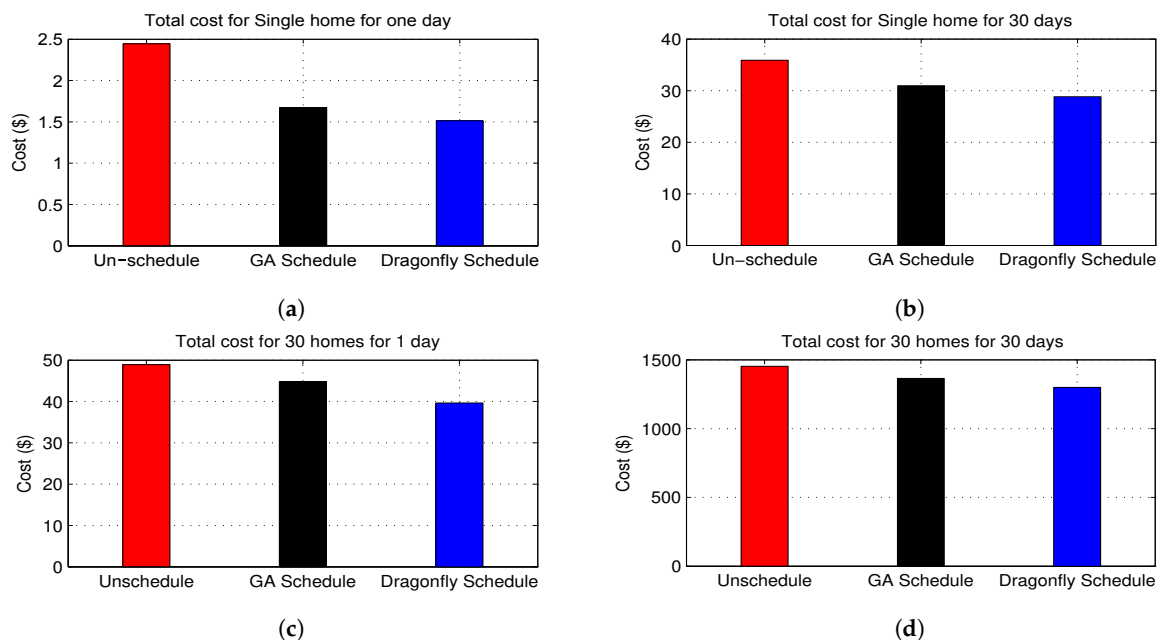 Total cost for Single home for one day
Cost ($)
2.5
2
1.5
1
0.5
0
Un-schedule GA Schedule Dragonfly Schedule
(a)
Total cost for Single home for 30 days
Cost ($)
40
30
20
10
0
Un-schedule GA Schedule Dragonfly Schedule
(b)
Total cost for 30 homes for 1 day
Cost ($)
50
40
30
20
10
0
Unschedule GA Schedule Dragonfly Schedule
(c)
Total cost for 30 homes for 30 days
Cost ($)
1500
1000
500
0
Unschedule GA Schedule Dragonfly Schedule
(d)